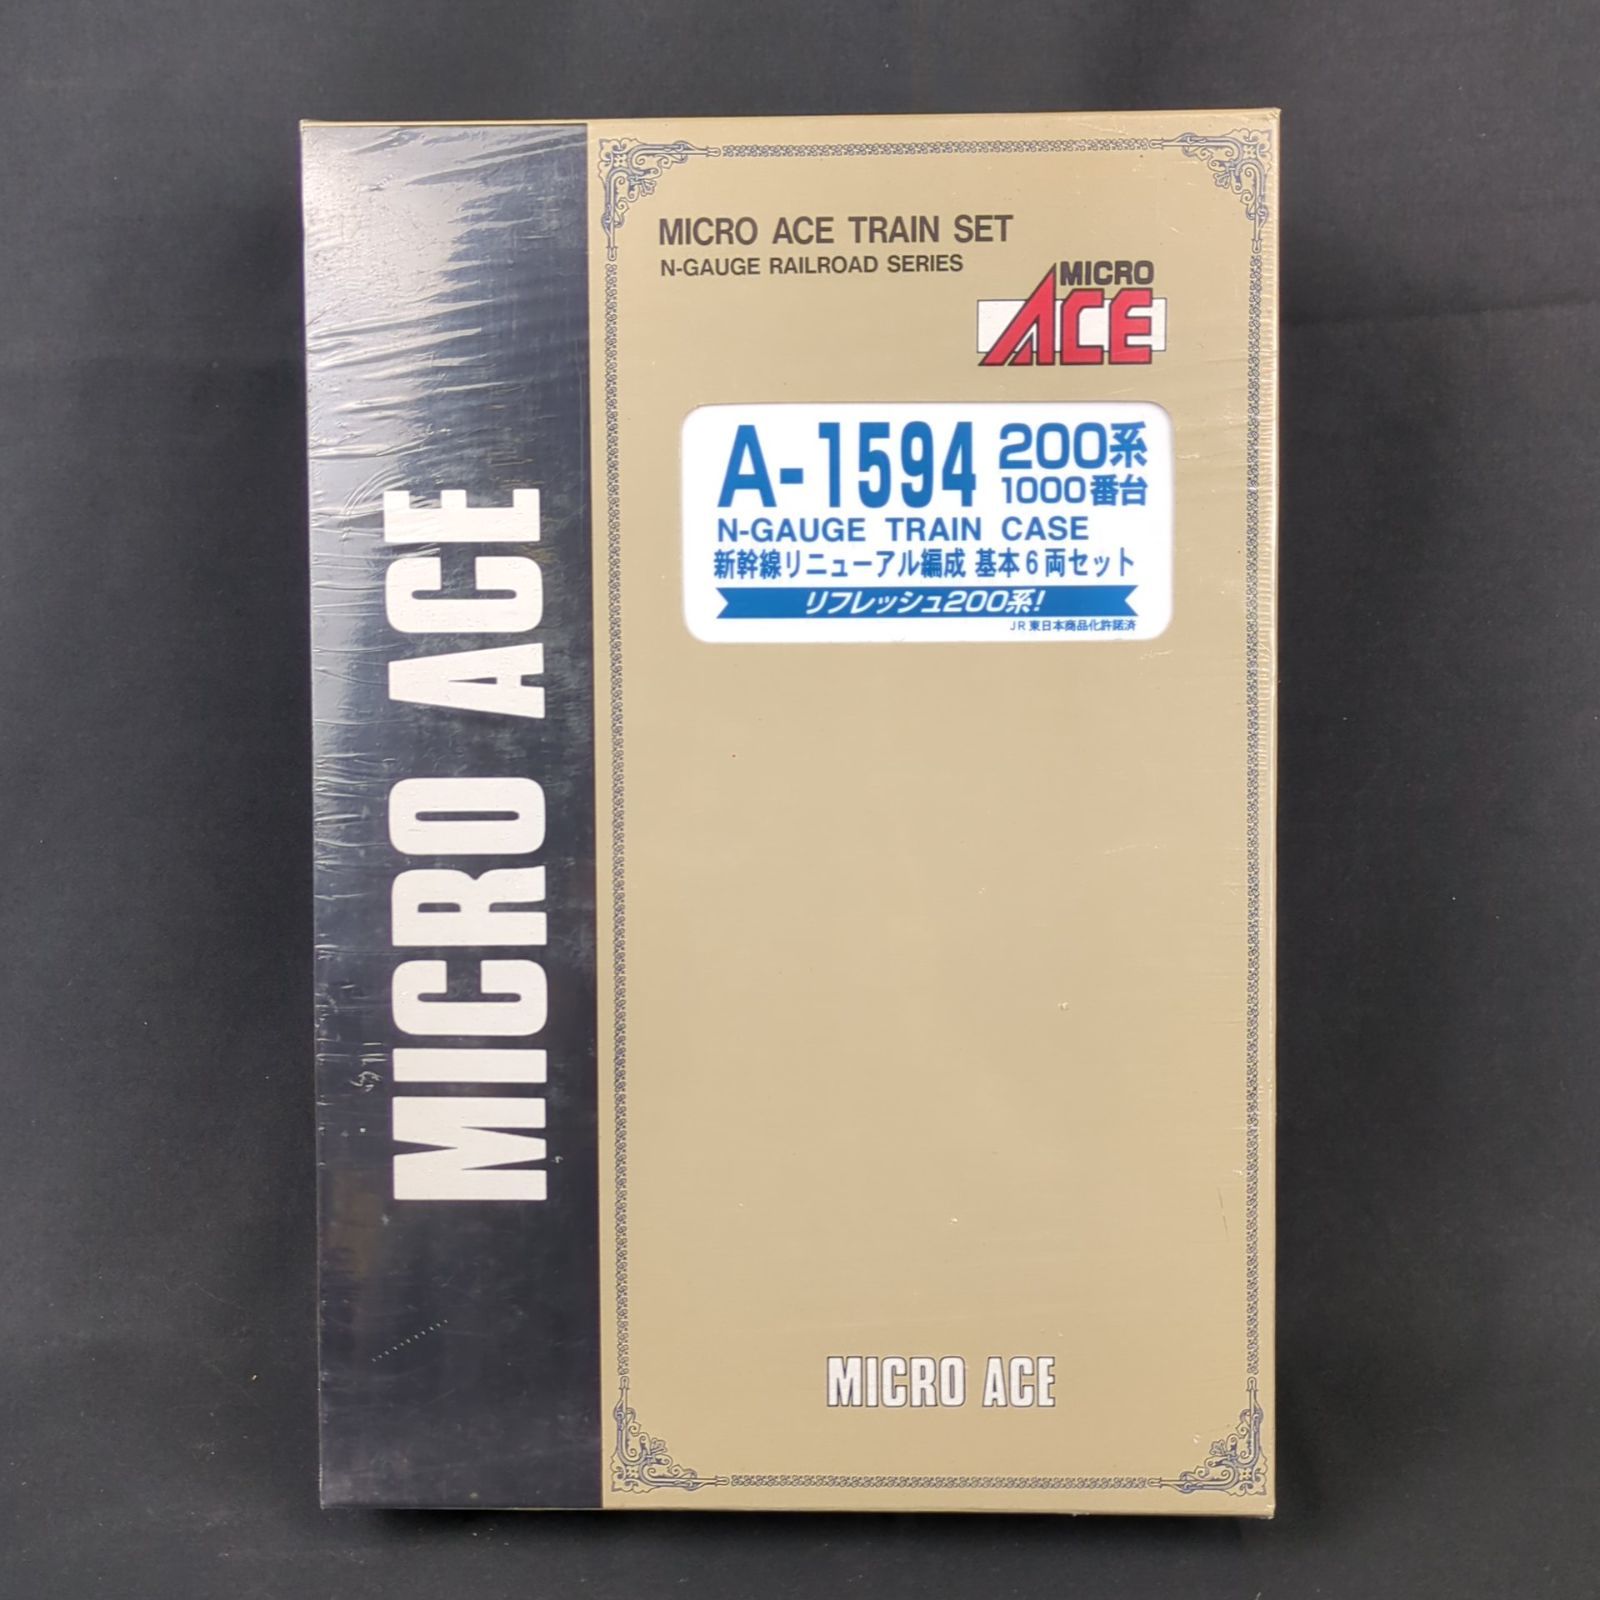 MICRO ACE
MICRO ACE TRAIN SET
N-GAUGE RAILROAD SERIES
MICRO
ACE
A-1594 200系
1000番台
N-GAUGE TRAIN CASE
新幹線リニューアル編成 基本6両セット
リフレッシュ200系!
JR東日本商品化許諾済
MICRO ACE